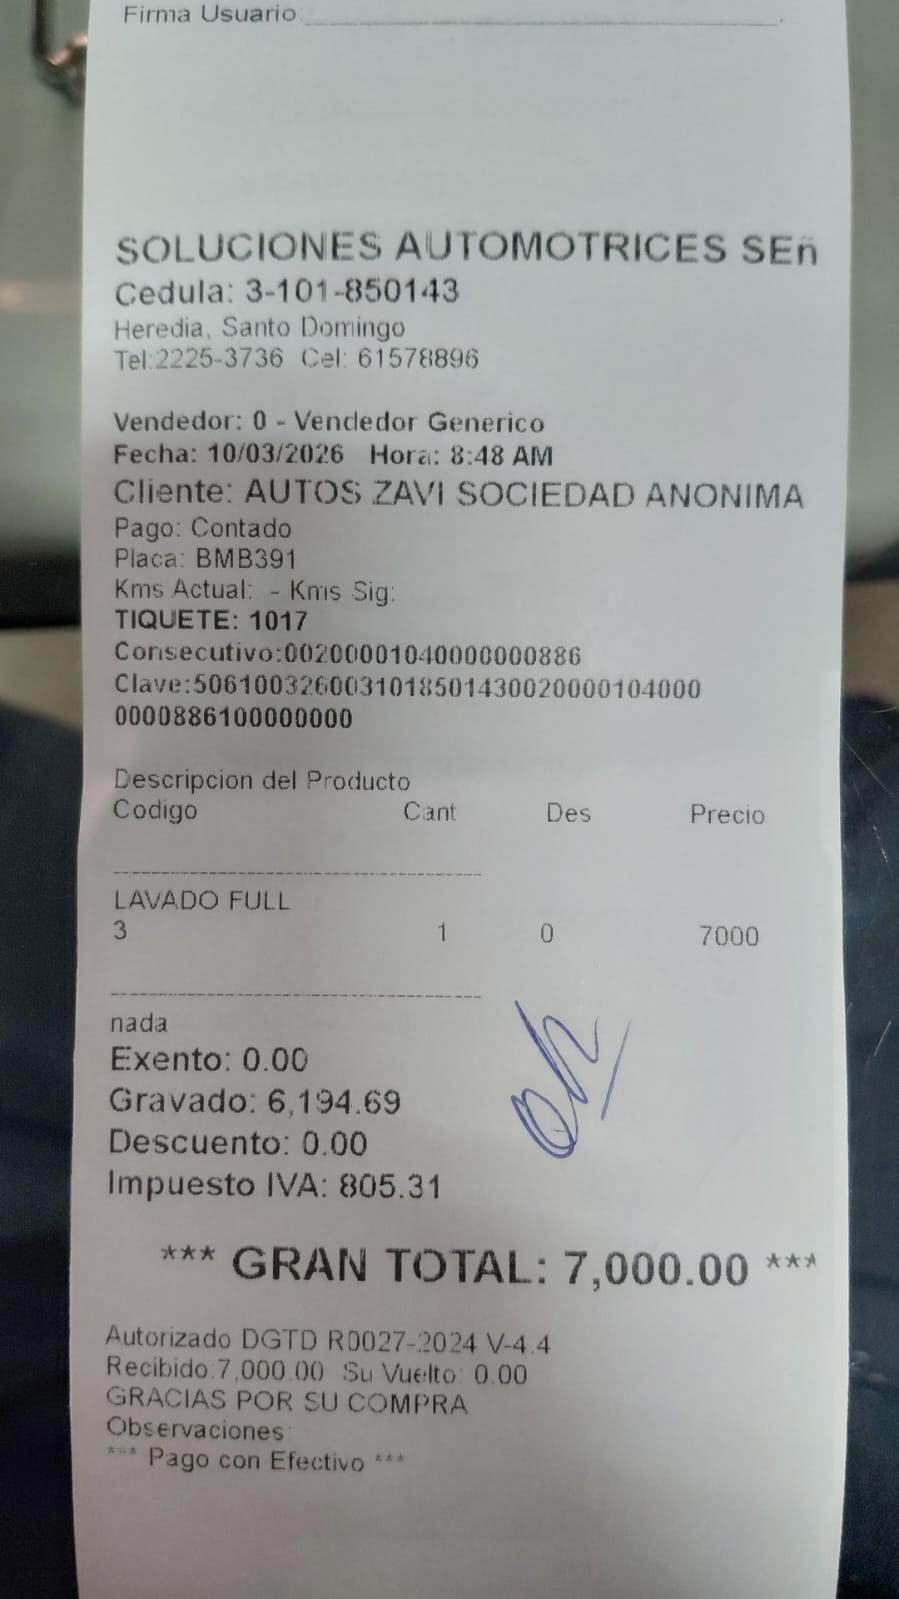 Firma Usuario:______________________________.
SOLUCIONES AUTOMOTRICES SEñ
Cedula: 3-101-850143
Heredia, Santo Domingo
Tel:2225-3736 Cel: 61578896
Vendedor: 0 - Vendedor Generico
Fecha: 10/03/2026 Hora: 8:48 AM
Cliente: AUTOS ZAVI SOCIEDAD ANONIMA
Pago: Contado
Placa: BMB391
Kms Actual: - Kms Sig:
TIQUETE: 1017
Consecutivo:00200001040000000886
Clave:50610032600310185014300200001040000
0000886100000000
Descripcion del Producto
Codigo Cant Des Precio
LAVADO FULL
3 1 0 7000
nada
Exento: 0.00
Gravado: 6,194.69
Descuento: 0.00
Impuesto IVA: 805.31
*** GRAN TOTAL: 7,000.00 ***
Autorizado DGTD R0027-2024 V-4.4
Recibido:7,000.00 Su Vuelto: 0.00
GRACIAS POR SU COMPRA
Observaciones:
*** Pago con Efectivo ***